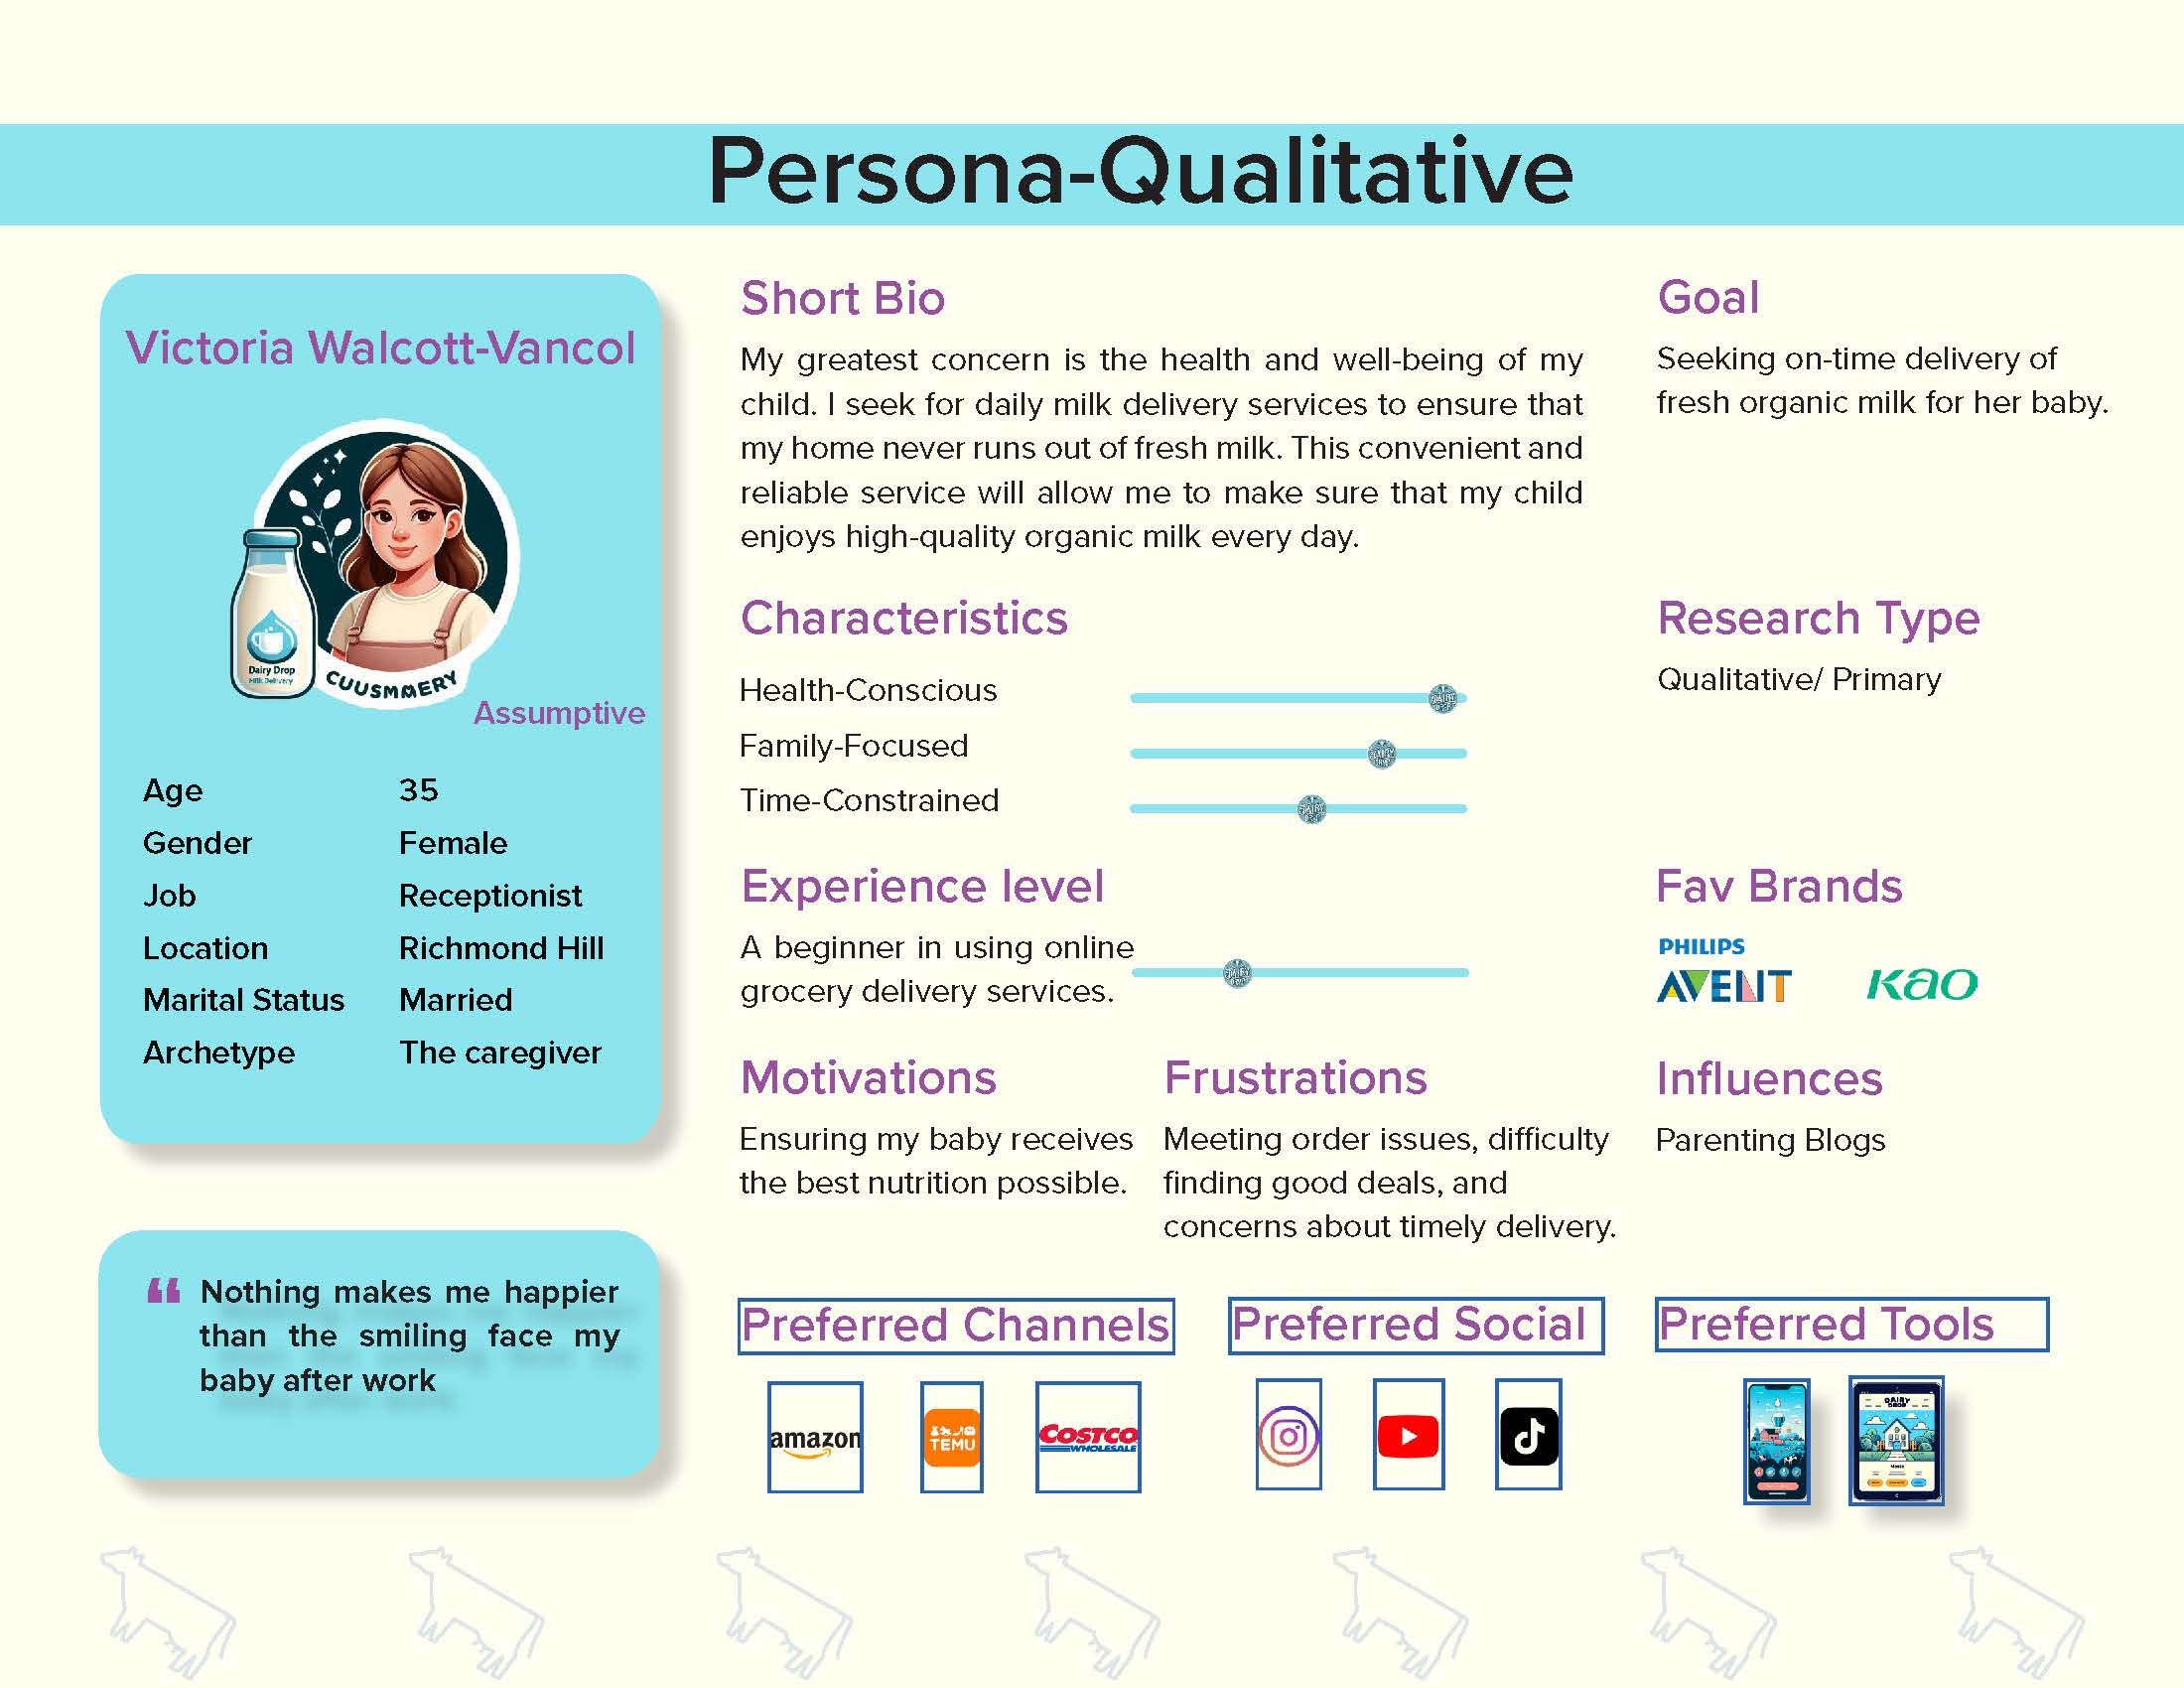 Persona-Qualitative
Victoria Walcott-Vancol
Dairy Drop
Milk Delivery
CUUSMMERY
Assumptive
Age 35
Gender Female
Job Receptionist
Location Richmond Hill
Marital Status Married
Archetype The caregiver
“ Nothing makes me happier
than the smiling face my
baby after work
Short Bio
My greatest concern is the health and well-being of my
child. I seek for daily milk delivery services to ensure that
my home never runs out of fresh milk. This convenient and
reliable service will allow me to make sure that my child
enjoys high-quality organic milk every day.
Goal
Seeking on-time delivery of
fresh organic milk for her baby.
Characteristics
Health-Conscious
Family-Focused
Time-Constrained
Research Type
Qualitative/ Primary
Experience level
A beginner in using online
grocery delivery services.
Fav Brands
PHILIPS
AVENT
Kao
Motivations
Ensuring my baby receives
the best nutrition possible.
Frustrations
Meeting order issues, difficulty
finding good deals, and
concerns about timely delivery.
Influences
Parenting Blogs
Preferred Channels
amazon
TEMU
COSTCO
WHOLESALE
Preferred Social
Preferred Tools
DAIRY
DROP